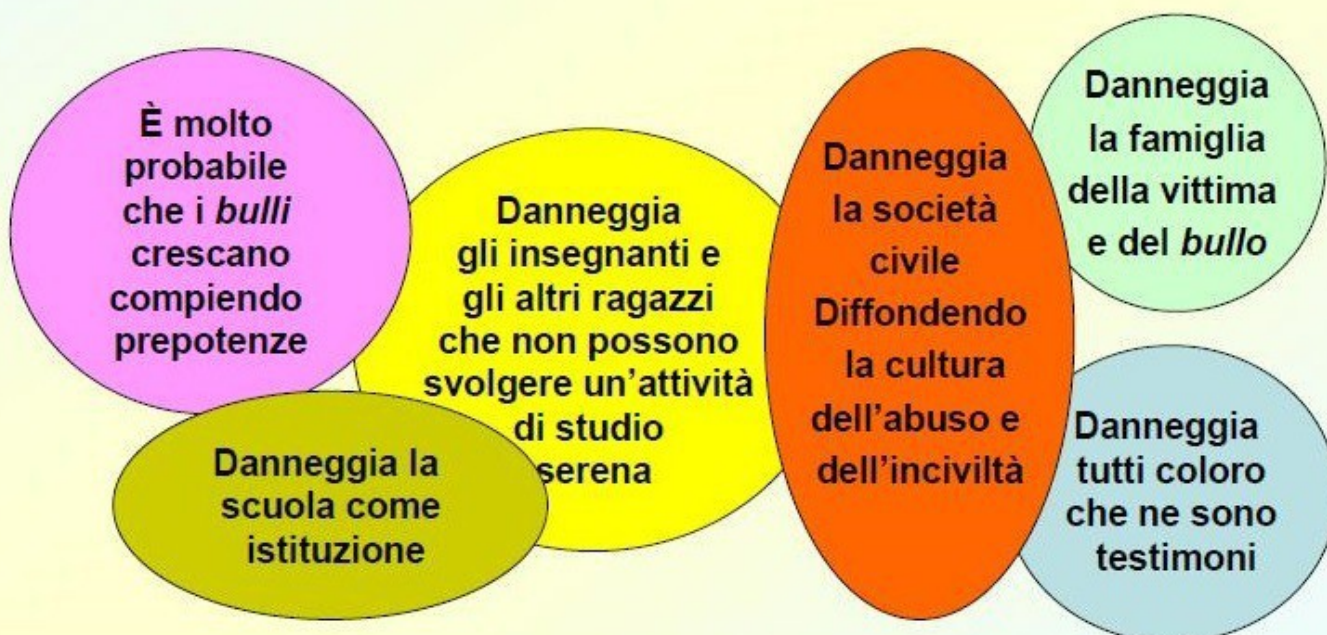 È molto
probabile
che i bulli
crescano
compiendo
prepotenze
Danneggia
gli insegnanti e
gli altri ragazzi
che non possono
svolgere un’attività
di studio
serena
Danneggia la
scuola come
istituzione
Danneggia
la società
civile
Diffondendo
la cultura
dell’abuso e
dell’inciviltà
Danneggia
la famiglia
della vittima
e del bullo
Danneggia
tutti coloro
che ne sono
testimoni